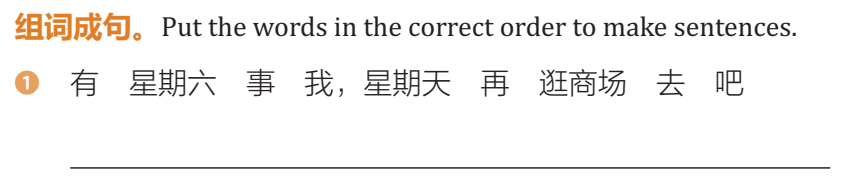 组词成句。Put the words in the correct order to make sentences.
❶ 有 星期六 事 我，星期天 再 逛商场 去 吧